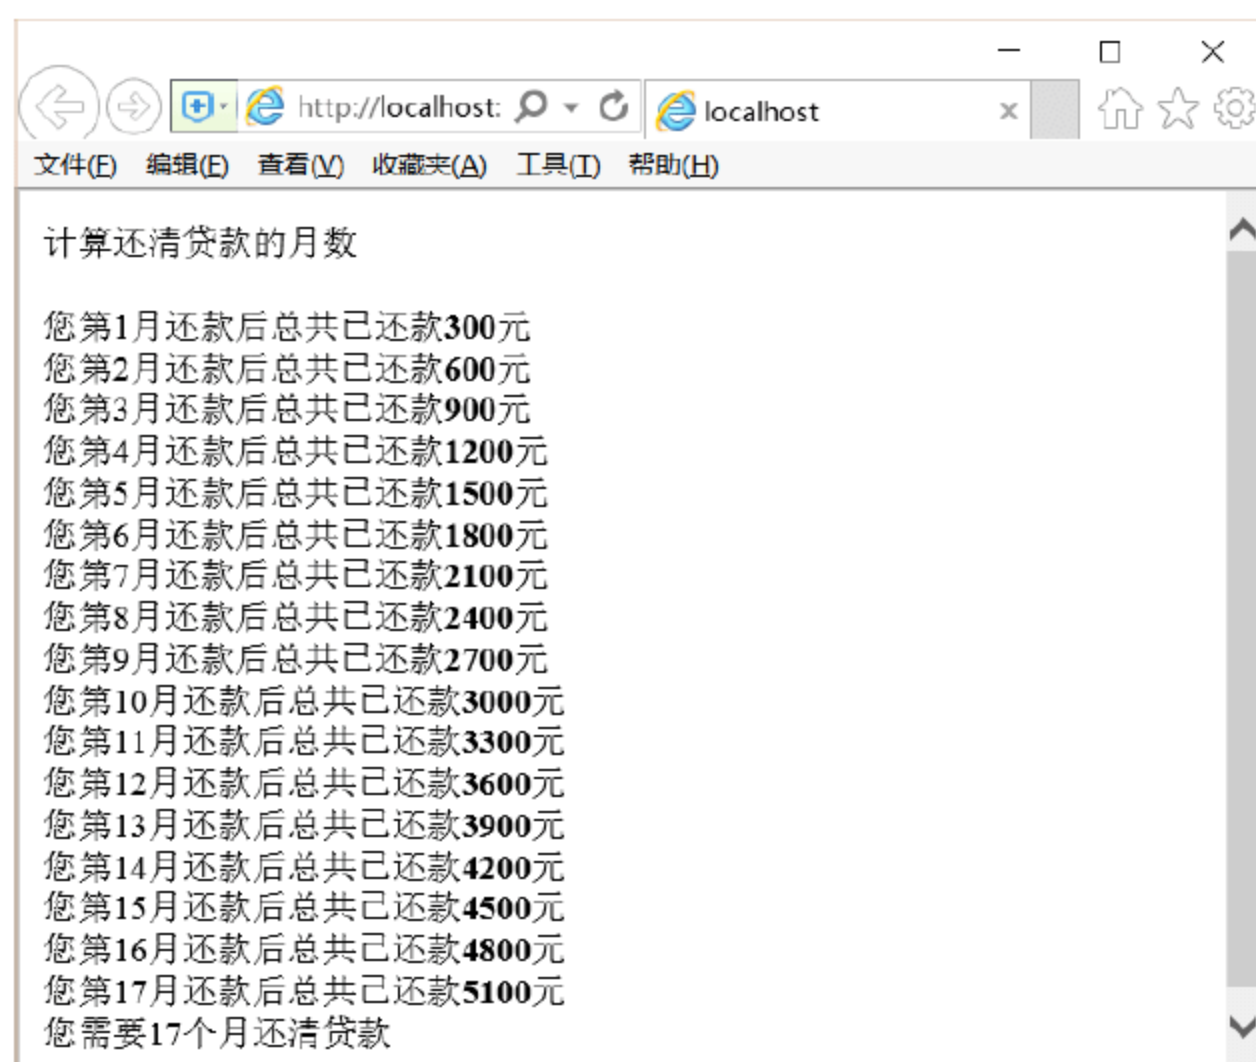 http://localhost:
localhost
文件(F) 编辑(E) 查看(V) 收藏夹(A) 工具(T) 帮助(H)
计算还清贷款的月数
您第1月还款后总共已还款300元
您第2月还款后总共已还款600元
您第3月还款后总共已还款900元
您第4月还款后总共已还款1200元
您第5月还款后总共已还款1500元
您第6月还款后总共已还款1800元
您第7月还款后总共已还款2100元
您第8月还款后总共已还款2400元
您第9月还款后总共已还款2700元
您第10月还款后总共已还款3000元
您第11月还款后总共已还款3300元
您第12月还款后总共已还款3600元
您第13月还款后总共已还款3900元
您第14月还款后总共已还款4200元
您第15月还款后总共已还款4500元
您第16月还款后总共已还款4800元
您第17月还款后总共已还款5100元
您需要17个月还清贷款